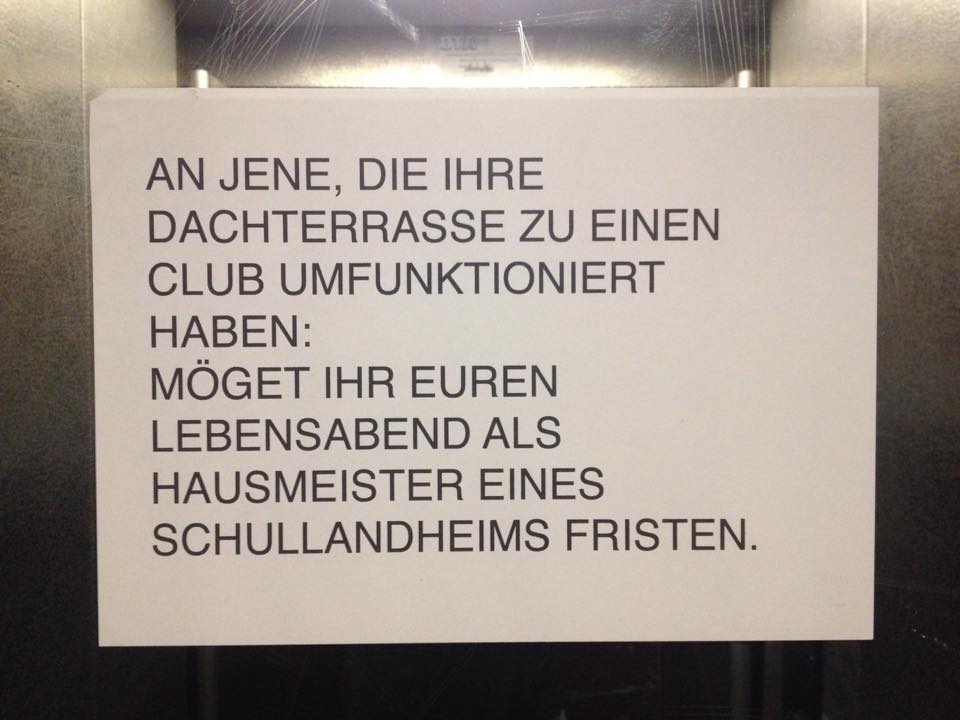 AN JENE, DIE IHRE
DACHTERRASSE ZU EINEN
CLUB UMFUNKTIONIERT
HABEN:
MÖGET IHR EUREN
LEBENSABEND ALS
HAUSMEISTER EINES
SCHULLANDHEIMS FRISTEN.